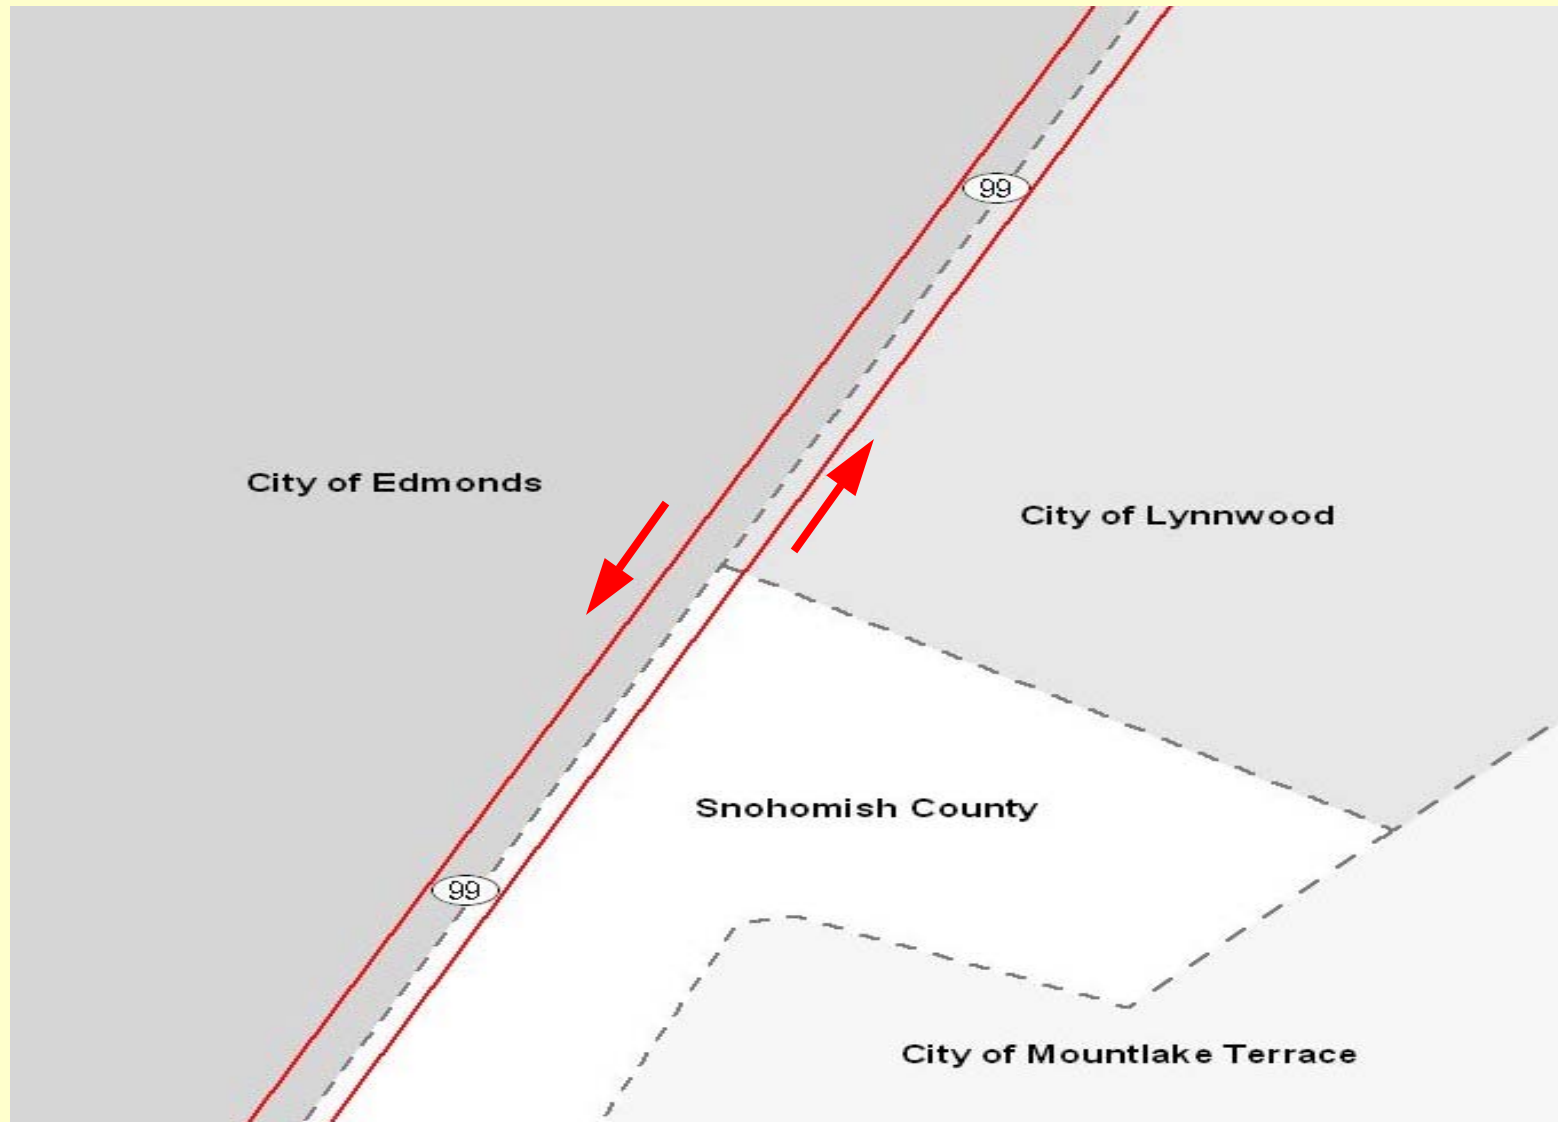 99
City of Edmonds
City of Lynnwood
Snohomish County
99
City of Mountlake Terrace